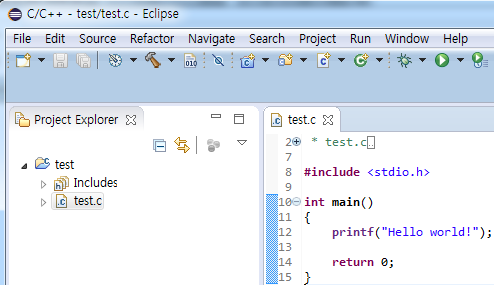 C/C++ - test/test.c - Eclipse
File Edit Source Refactor Navigate Search Project Run Window Help
010
Project Explorer
test
Includes
test.c
test.c
2 * test.c
7
8 #include <stdio.h>
9
10 int main()
11 {
12 printf("Hello world!");
13
14 return 0;
15 }